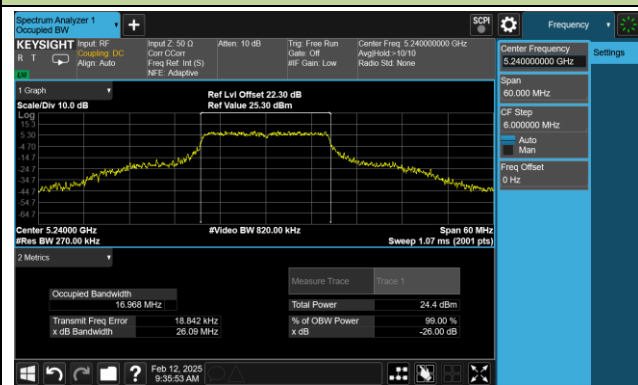 Spectrum Analyzer 1
Occupied BW
+
SCPI
Frequency
KEYSIGHT
R T
Input: RF
Coupling: DC
Align: Auto
Input Z: 50 Ω
Corr CCorr
Freq Ref: Int (S)
NFE: Adaptive
Atten: 10 dB
Trig: Free Run
Gate: Off
#IF Gain: Low
Center Freq: 5.240000000 GHz
Avg|Hold:>10/10
Radio Std: None
Center Frequency
5.240000000 GHz
Settings
Span
60.000 MHz
CF Step
6.000000 MHz
Auto
Man
Freq Offset
0 Hz
1 Graph
Scale/Div 10.0 dB
Ref Lvl Offset 22.30 dB
Ref Value 25.30 dBm
Log
15.3
5.30
-4.70
-14.7
-24.7
-34.7
-44.7
-54.7
-64.7
Center 5.24000 GHz
#Res BW 270.00 kHz
#Video BW 820.00 kHz
Span 60 MHz
Sweep 1.07 ms (2001 pts)
2 Metrics
Measure Trace
Trace 1
Occupied Bandwidth
16.968 MHz
Total Power
24.4 dBm
Transmit Freq Error
18.842 kHz
% of OBW Power
99.00 %
x dB Bandwidth
26.09 MHz
x dB
-26.00 dB
?
Feb 12, 2025
9:35:53 AM